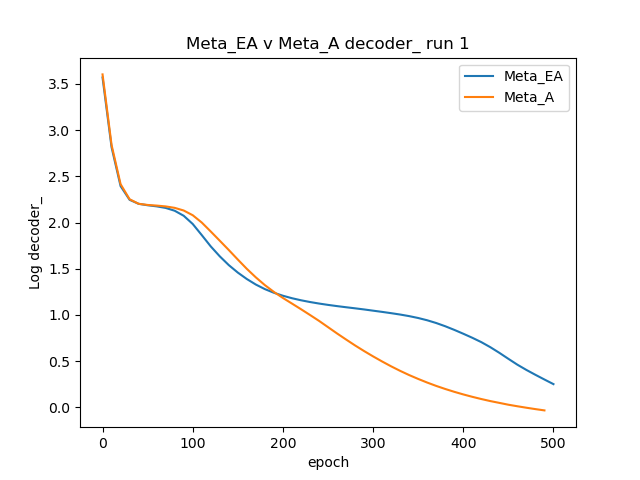 Meta_EA v Meta_A decoder_ run 1
Meta_EA
Meta_A
Log decoder_
3.5
3.0
2.5
2.0
1.5
1.0
0.5
0.0
0 100 200 300 400 500
epoch